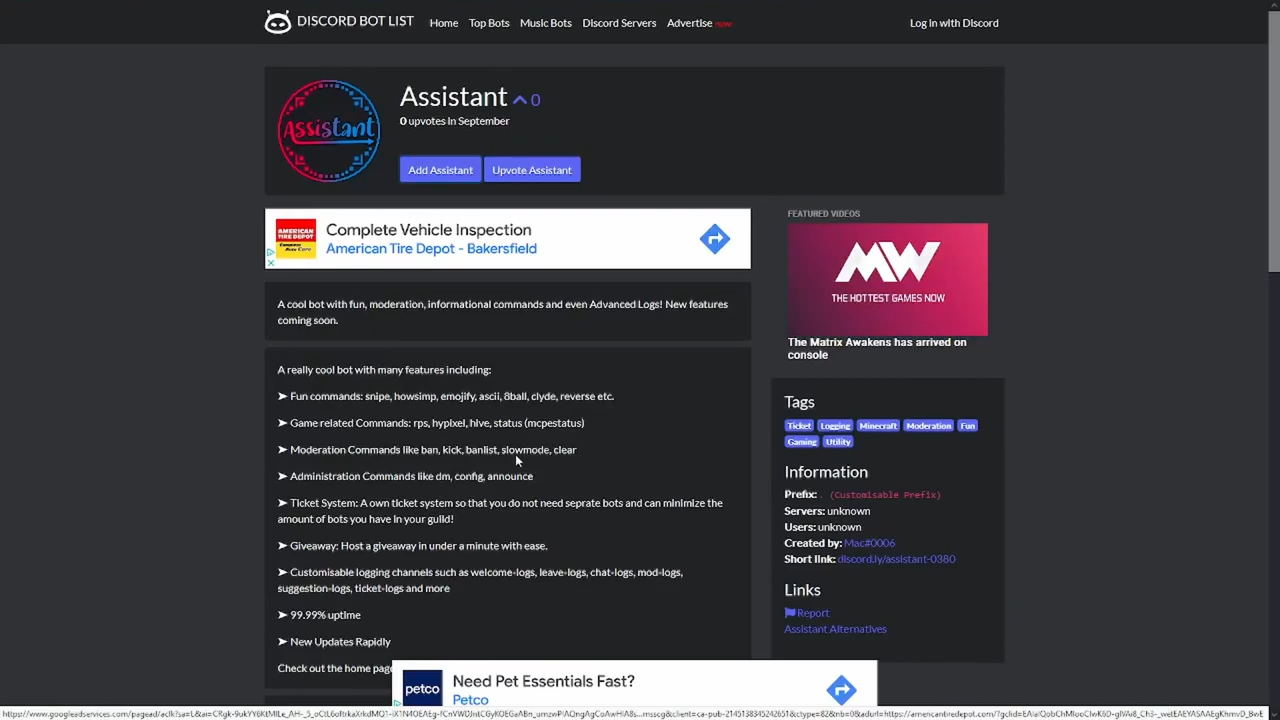 DISCORD BOT LIST Home Top Bots Music Bots Discord Servers Advertise Log in with Discord
Assistant
Assistant 0
0 upvotes in September
Add Assistant Upvote Assistant
AMERICAN
TIRE DEPOT
Complete Vehicle Inspection
American Tire Depot - Bakersfield
A cool bot with fun, moderation, informational commands and even Advanced Logs! New features
coming soon.
A really cool bot with many features including:
➤ Fun commands: snipe, howsimp, emojify, ascii, 8ball, clyde, reverse etc.
➤ Game related Commands: rps, hypixel, hive, status (mcpestatus)
➤ Moderation Commands like ban, kick, banlist, slowmode, clear
➤ Administration Commands like dm, config, announce
➤ Ticket System: A own ticket system so that you do not need seprate bots and can minimize the
amount of bots you have in your guild!
➤ Giveaway: Host a giveaway in under a minute with ease.
➤ Customisable logging channels such as welcome-logs, leave-logs, chat-logs, mod-logs,
suggestion-logs, ticket-logs and more
➤ 99.99% uptime
➤ New Updates Rapidly
Check out the home page
FEATURED VIDEOS
MW
THE HOTTEST GAMES NOW
The Matrix Awakens has arrived on
console
Tags
Ticket Logging Minecraft Moderation Fun
Gaming Utility
Information
Prefix: . (Customisable Prefix)
Servers: unknown
Users: unknown
Created by: Mac#0006
Short link: discord.ly/assistant-0380
Links
Report
Assistant Alternatives
petco
Need Pet Essentials Fast?
Petco